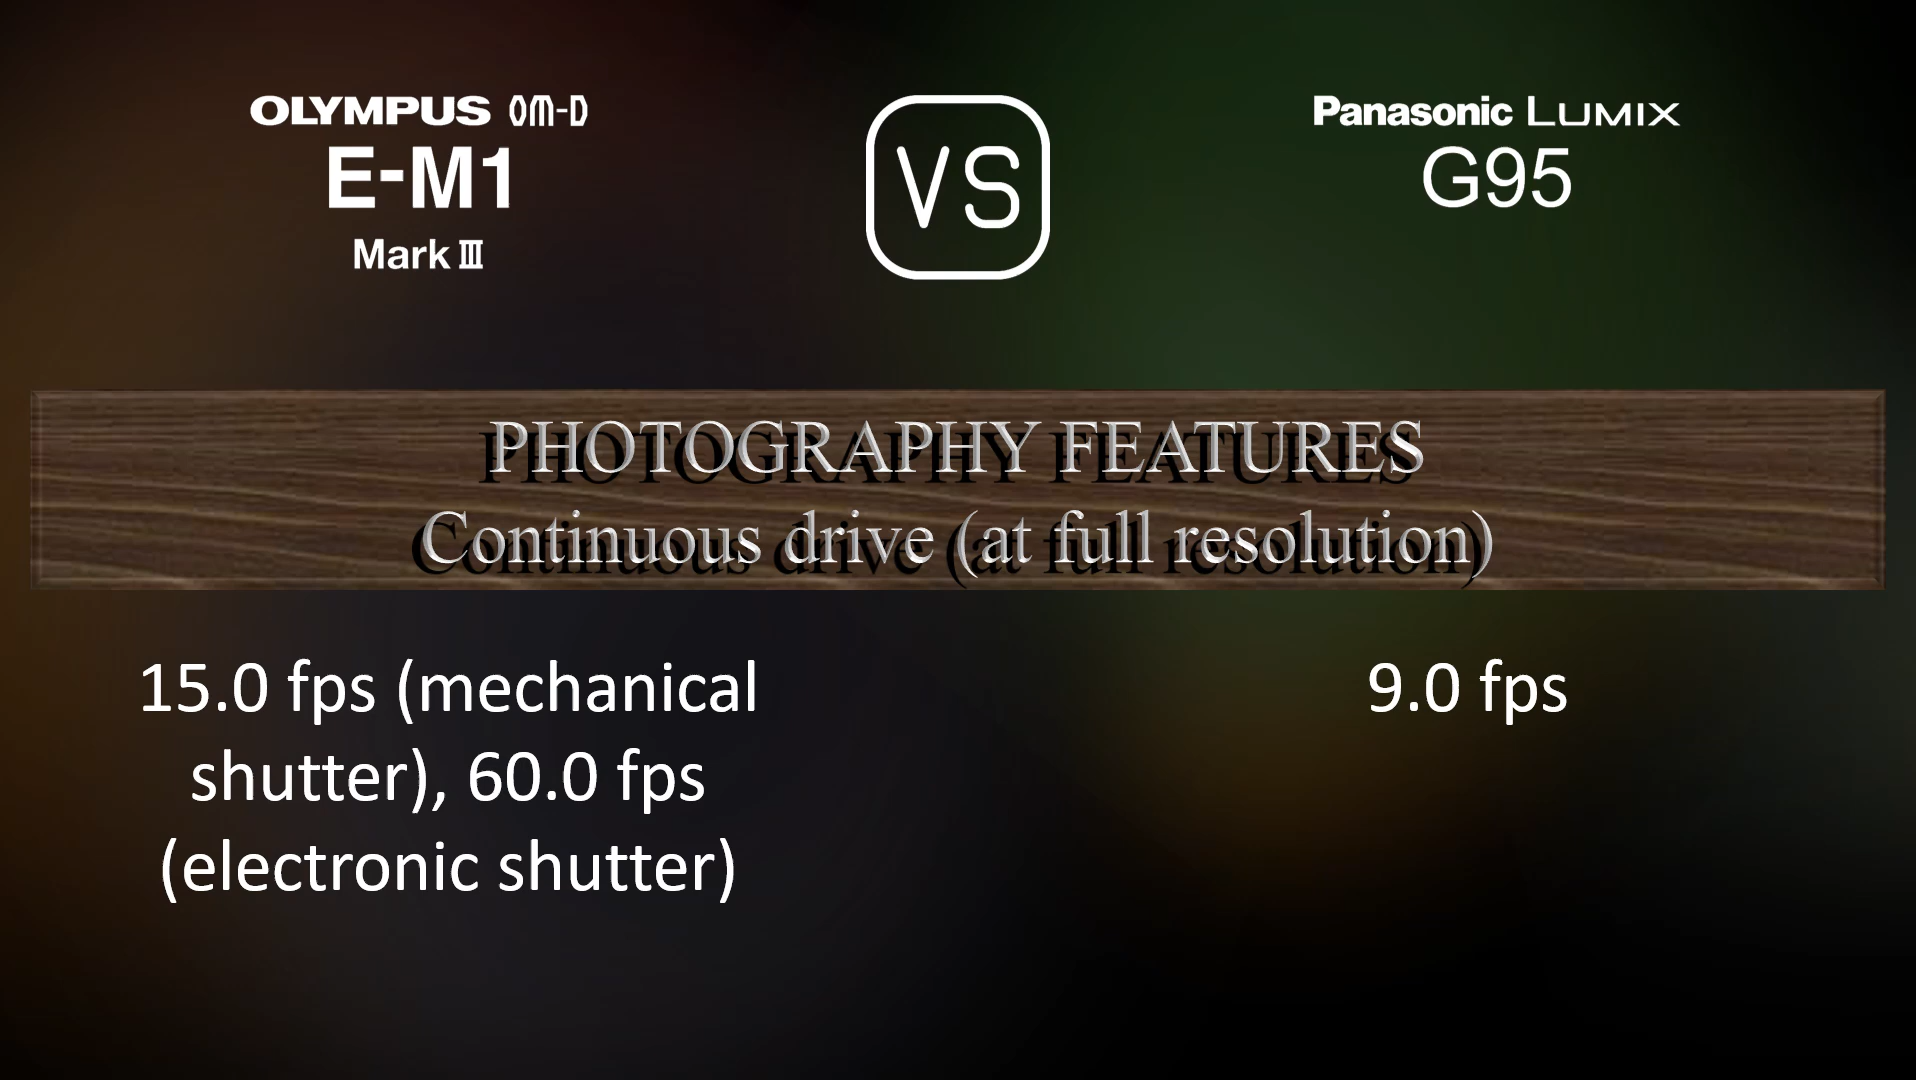 OLYMPUS OM-D
E-M1
Mark III
VS
Panasonic LUMIX
G95
PHOTOGRAPHY FEATURES
Continuous drive (at full resolution)
15.0 fps (mechanical
shutter), 60.0 fps
(electronic shutter)
9.0 fps